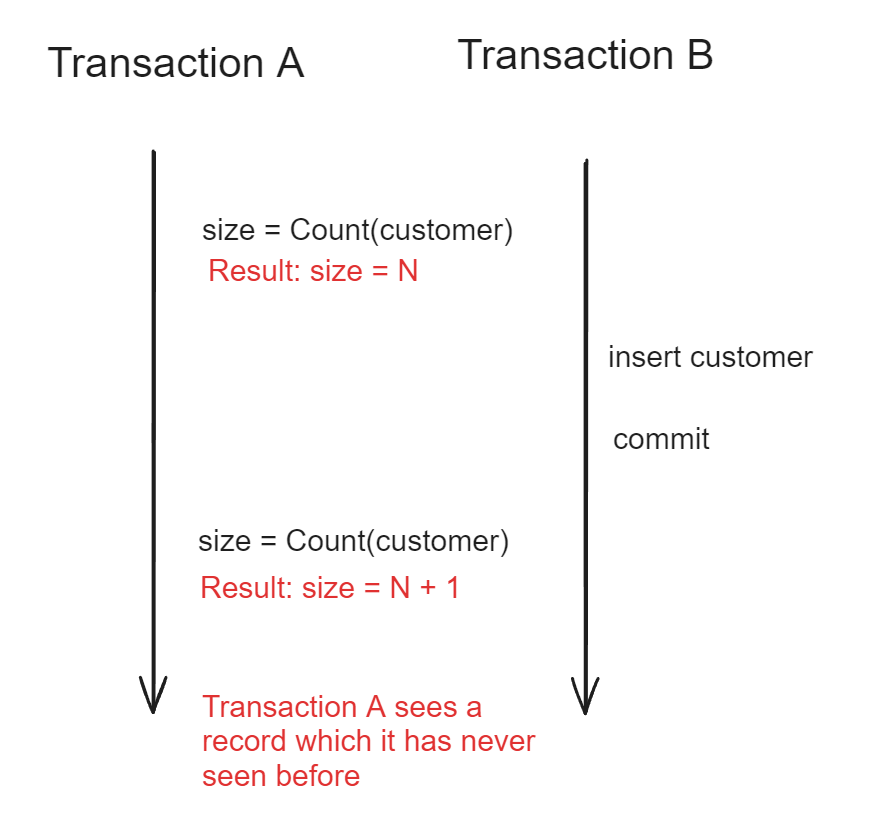 Transaction A
Transaction B
size = Count(customer)
Result: size = N
insert customer
commit
size = Count(customer)
Result: size = N + 1
Transaction A sees a
record which it has never
seen before